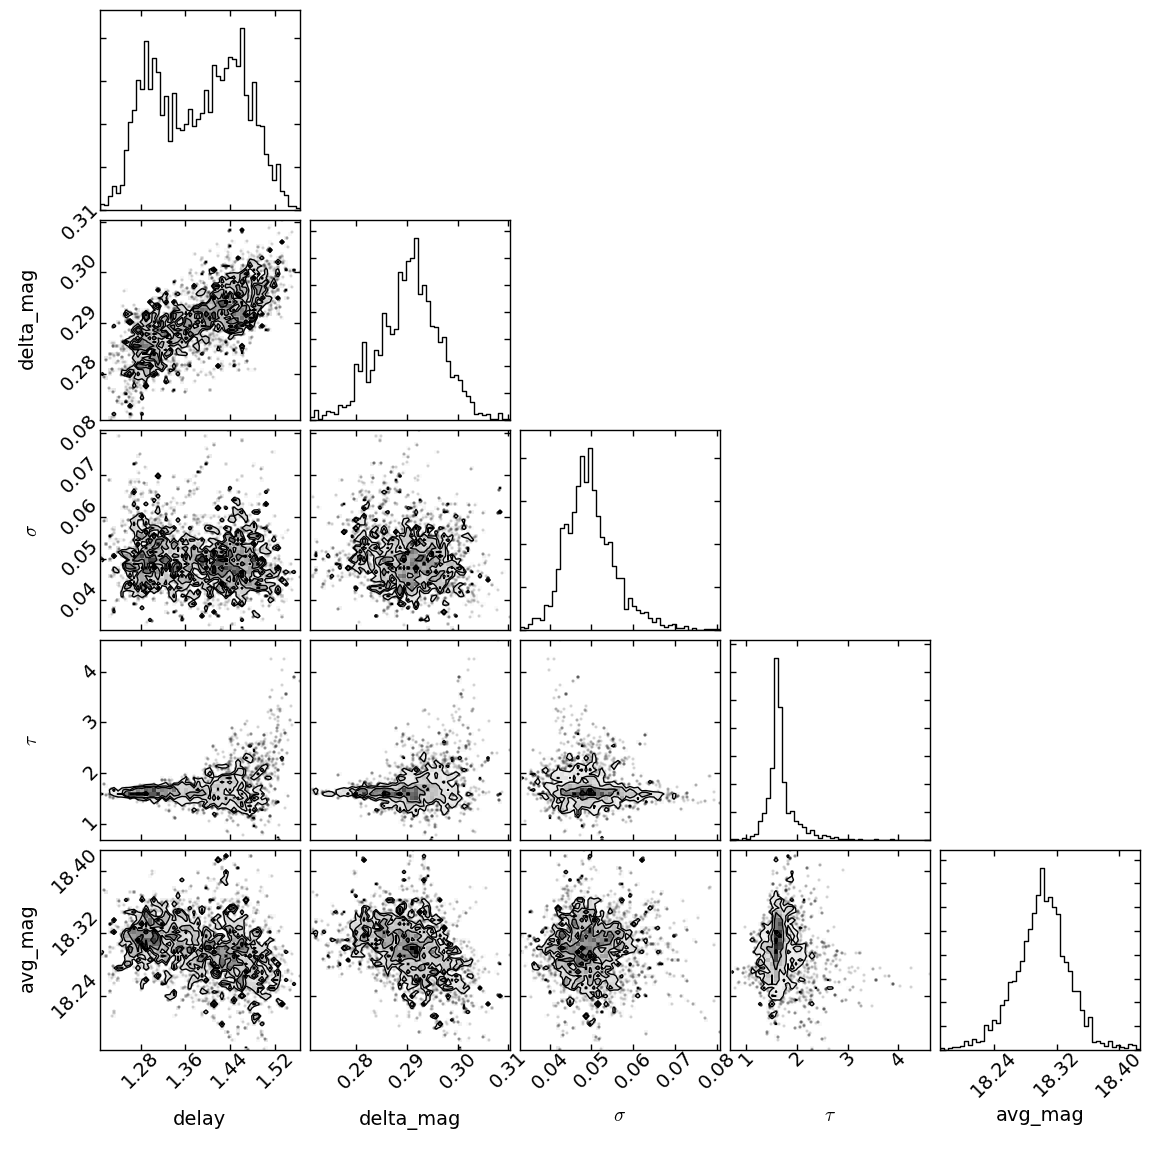 0.31
0.30
delta_mag
0.29
0.28
0.08
0.07
σ
0.06
0.05
0.04
4
3
τ
2
1
18.40
18.32
avg_mag
18.24
1.28 1.36 1.44 1.52 0.28 0.29 0.30 0.31 0.04 0.05 0.06 0.07 0.08 1 2 3 4 18.24 18.32 18.40
delay delta_mag σ τ avg_mag